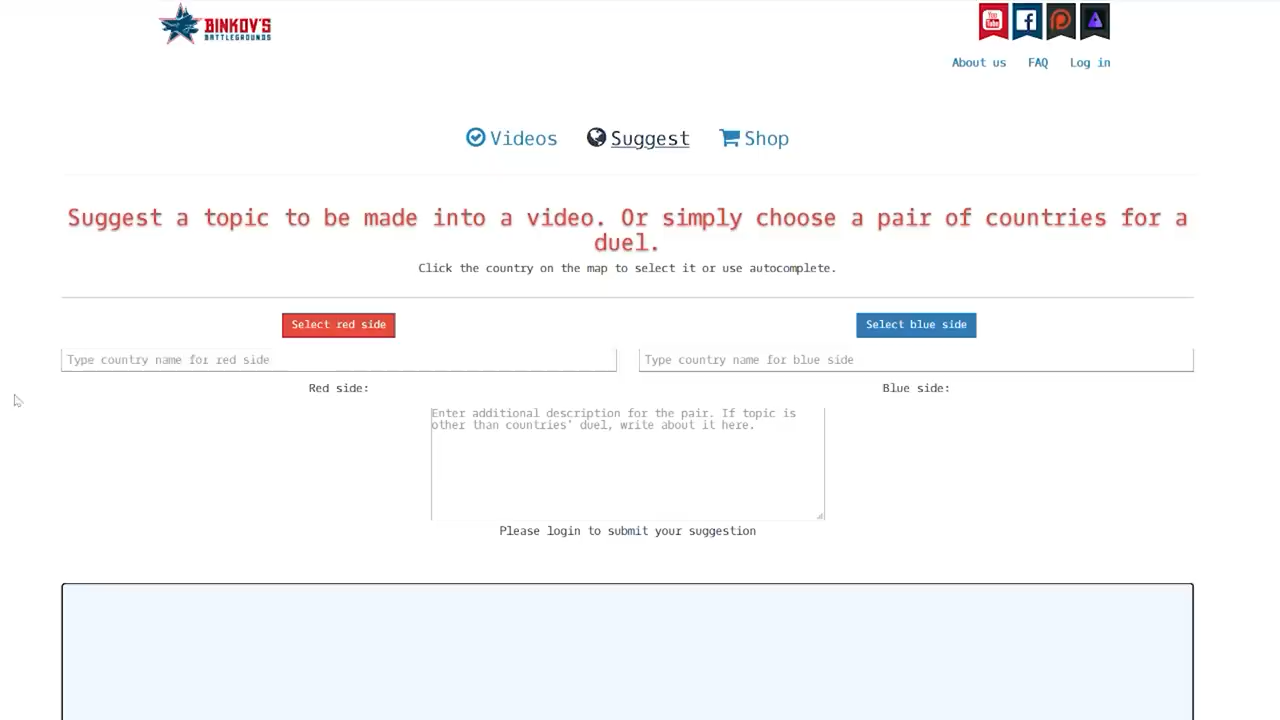 BINKOV'S
BATTLEGROUNDS
You
Tube
About us FAQ Log in
Videos Suggest Shop
Suggest a topic to be made into a video. Or simply choose a pair of countries for a
duel.
Click the country on the map to select it or use autocomplete.
Select red side
Select blue side
Type country name for red side
Type country name for blue side
Red side:
Blue side:
Enter additional description for the pair. If topic is
other than countries' duel, write about it here.
Please login to submit your suggestion